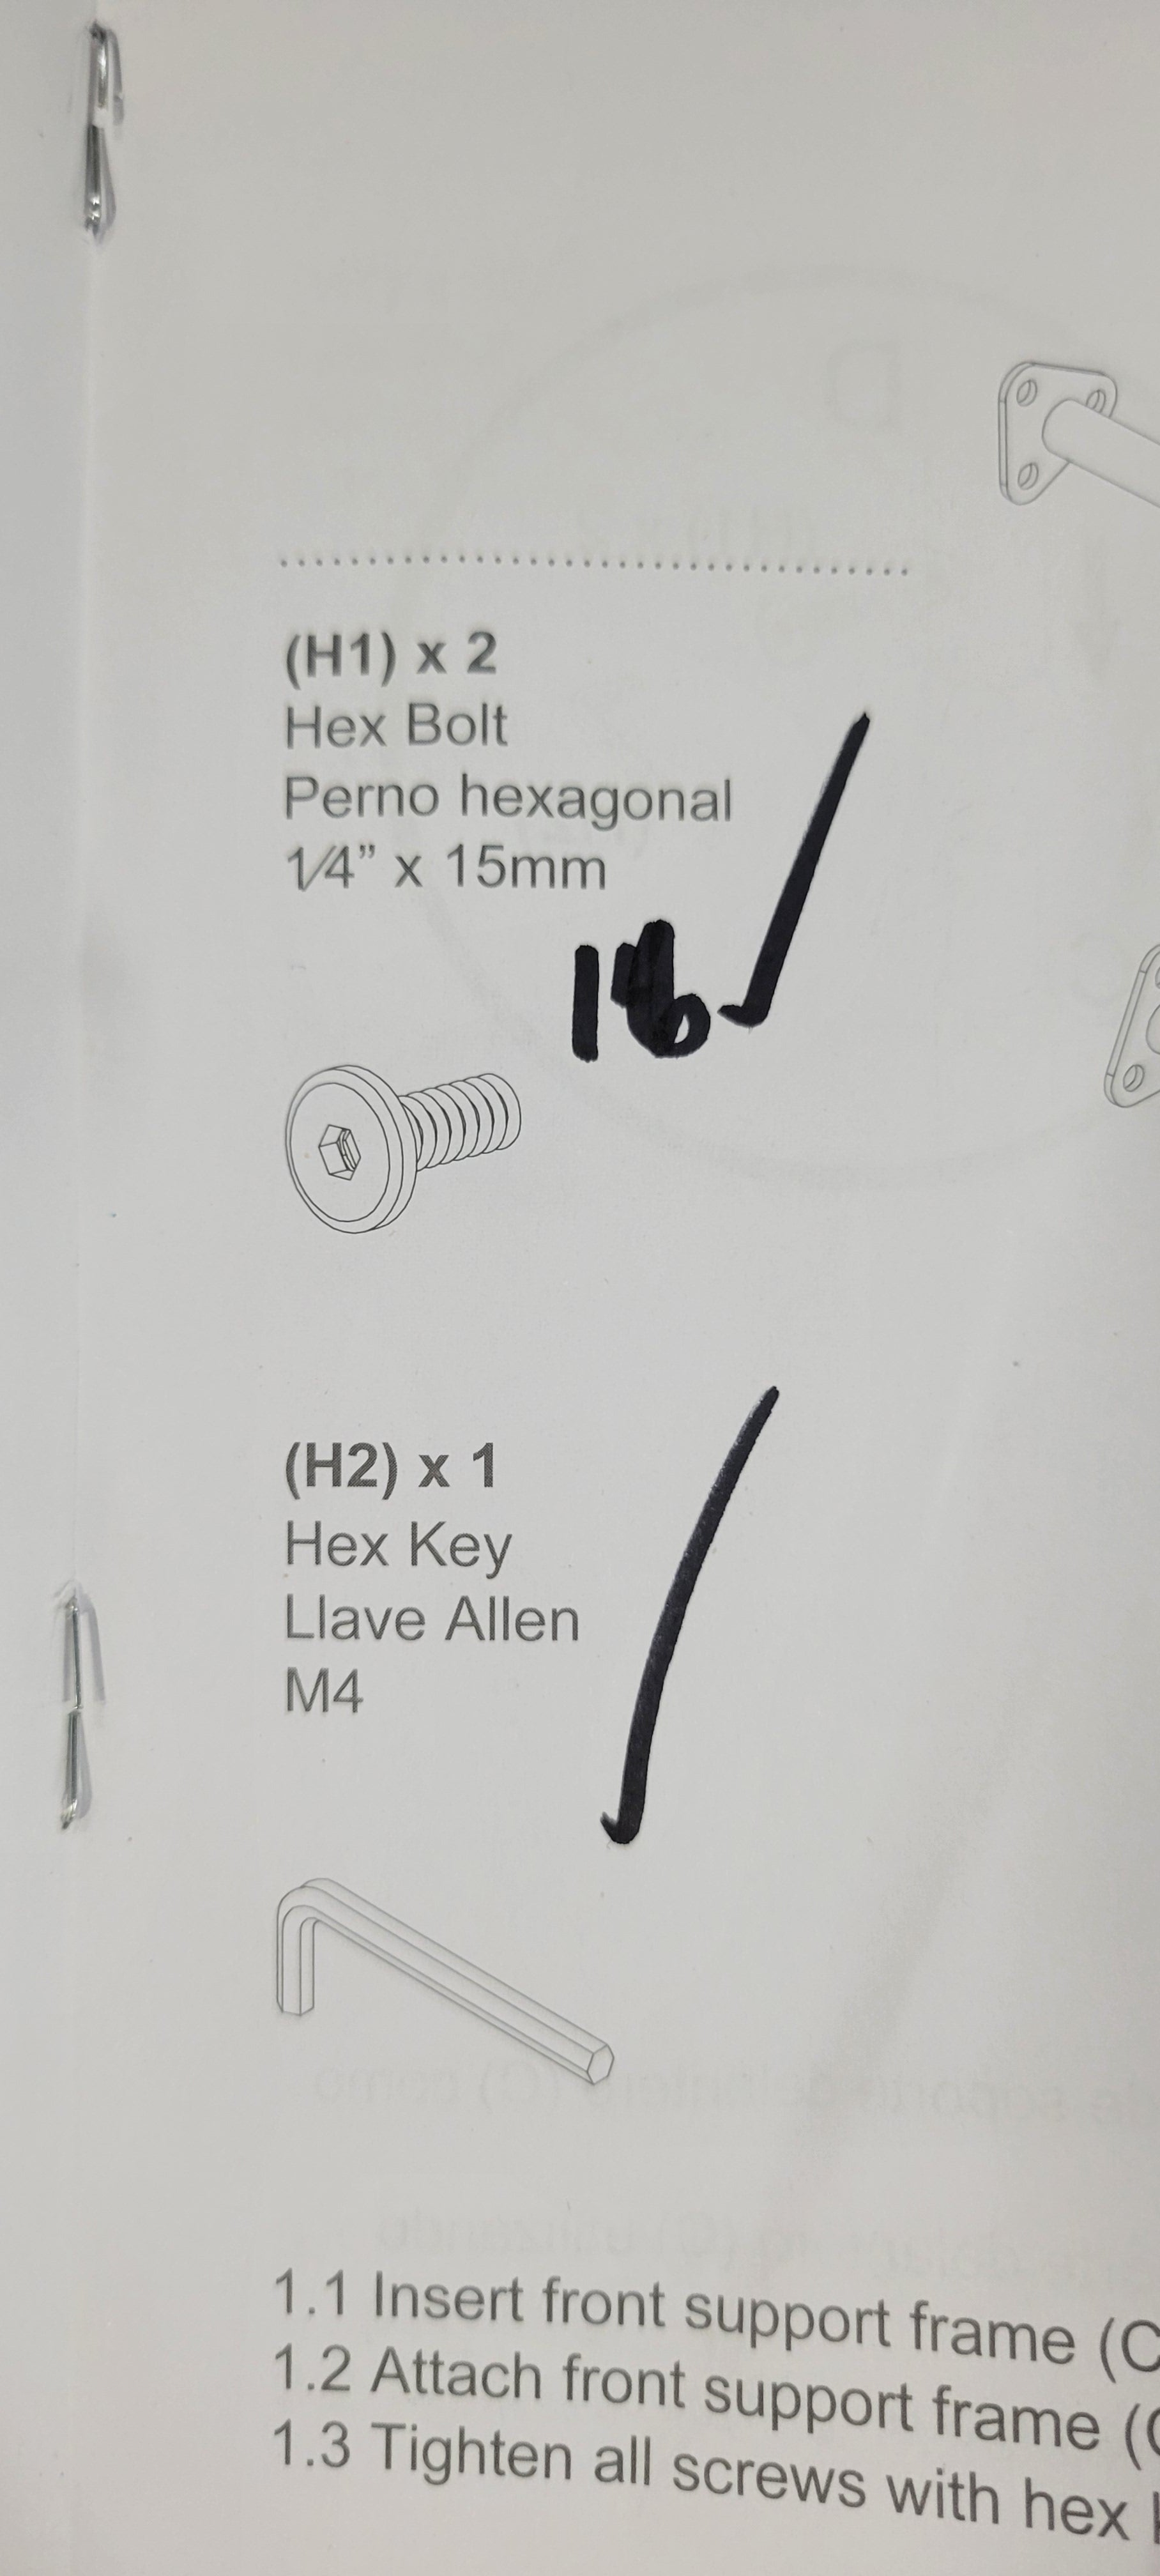 (H1) x 2
Hex Bolt
Perno hexagonal
1/4” x 15mm
(H2) x 1
Hex Key
Llave Allen
M4
1.1 Insert front support frame (C
1.2 Attach front support frame (
1.3 Tighten all screws with hex